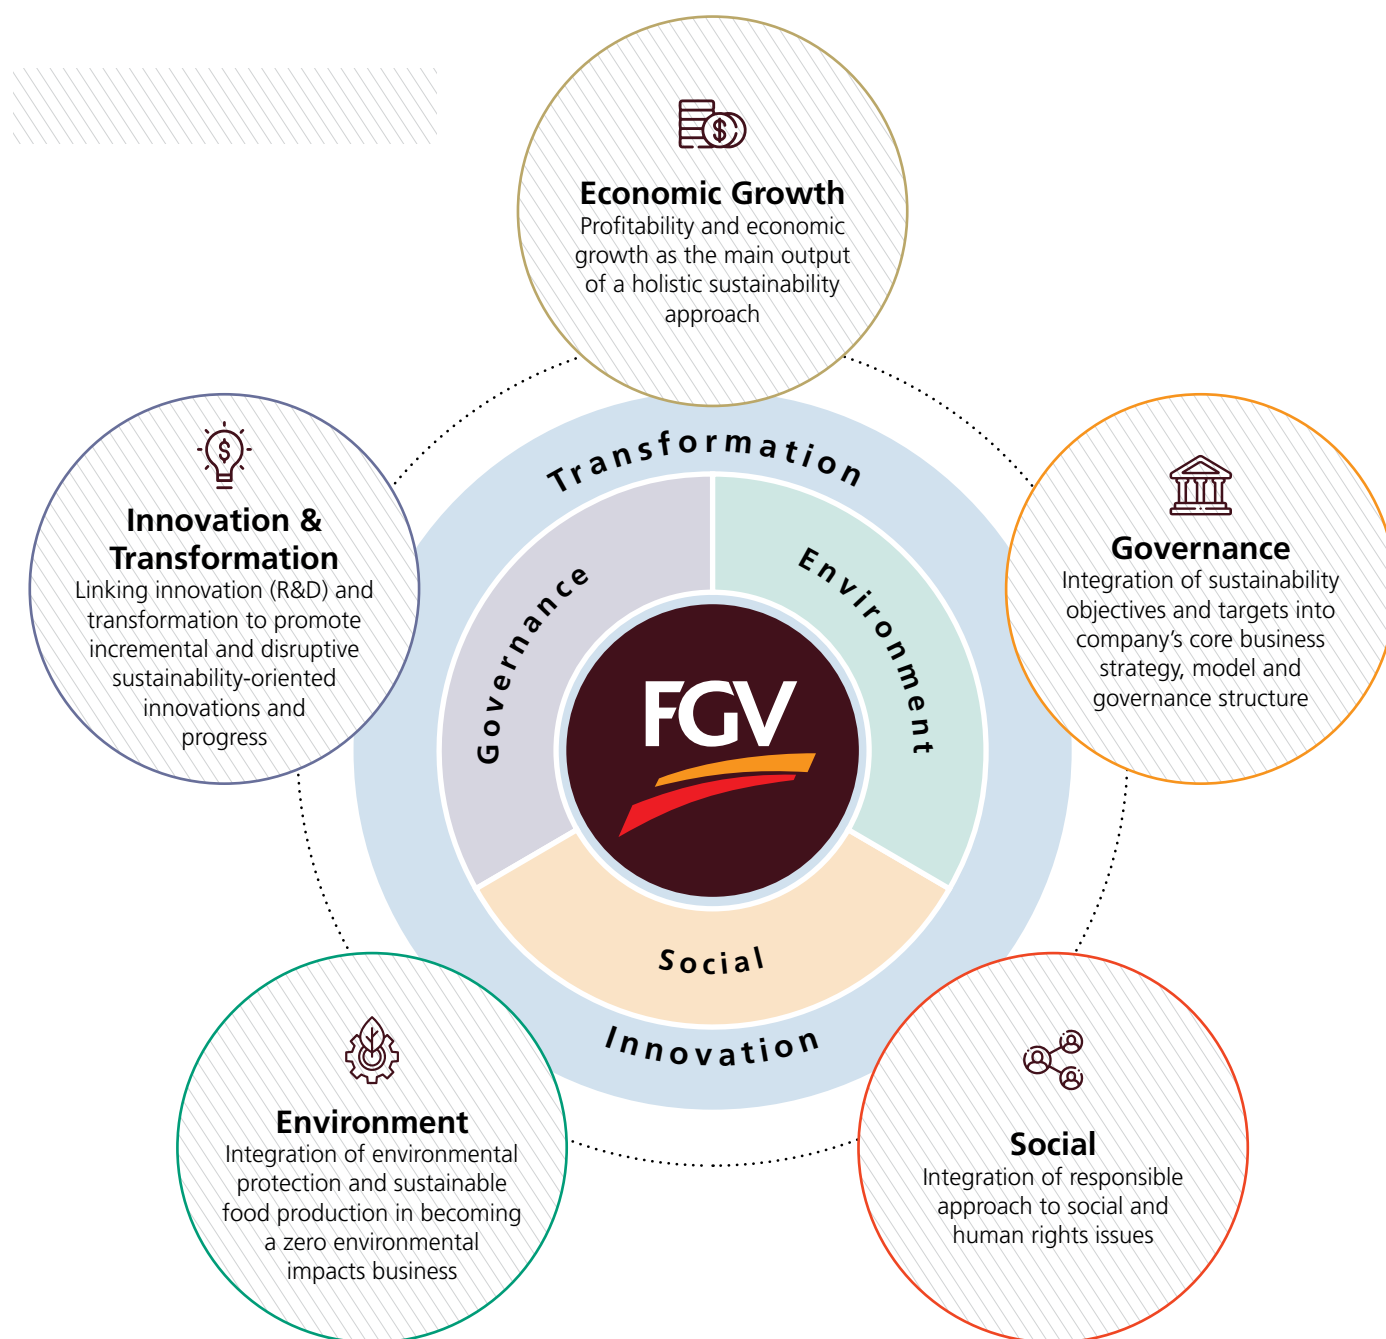 Economic Growth
Profitability and economic
growth as the main output
of a holistic sustainability
approach
Innovation &
Transformation
Linking innovation (R&D) and
transformation to promote
incremental and disruptive
sustainability-oriented
innovations and
progress
Governance
Integration of sustainability
objectives and targets into
company’s core business
strategy, model and
governance structure
Transformation
Governance
Environment
FGV
Social
Innovation
Environment
Integration of environmental
protection and sustainable
food production in becoming
a zero environmental
impacts business
Social
Integration of responsible
approach to social and
human rights issues